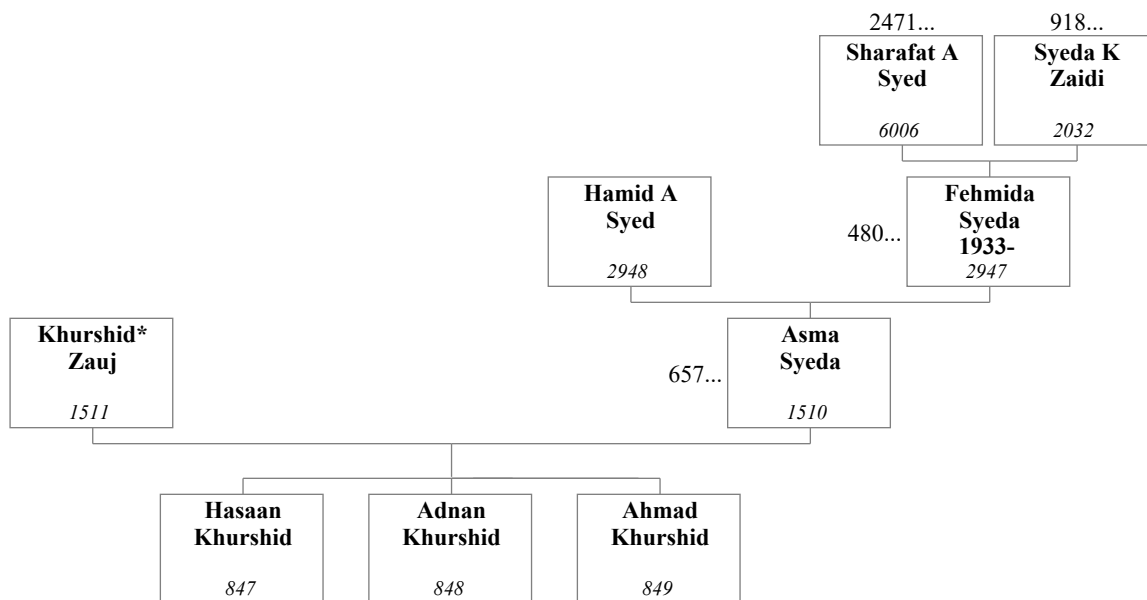 2471...
918...
Sharafat A
Syed
6006
Syeda K
Zaidi
2032
Hamid A
Syed
2948
480...
Fehmida
Syeda
1933-
2947
Khurshid*
Zauj
1511
657...
Asma
Syeda
1510
Hasaan
Khurshid
847
Adnan
Khurshid
848
Ahmad
Khurshid
849